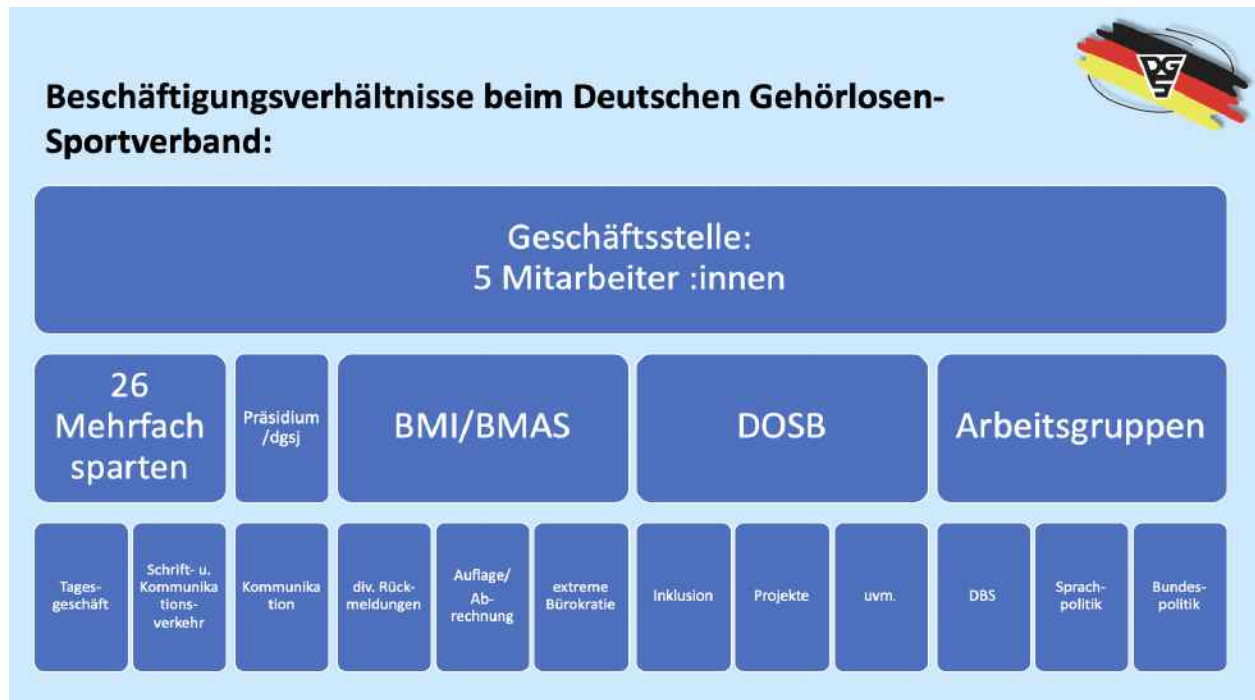 Beschäftigungsverhältnisse beim Deutschen Gehörlosen-
Sportverband:
DGS
Geschäftsstelle:
5 Mitarbeiter :innen
26
Mehrfach
sparten
Präsidium
/dgsj
BMI/BMAS
DOSB
Arbeitsgruppen
Tages-
geschäft
Schrift- u.
Kommunika
tions-
verkehr
Kommunika
tion
div. Rück-
meldungen
Auflage/
Ab-
rechnung
extreme
Bürokratie
Inklusion
Projekte
uvm.
DBS
Sprach-
politik
Bundes-
politik